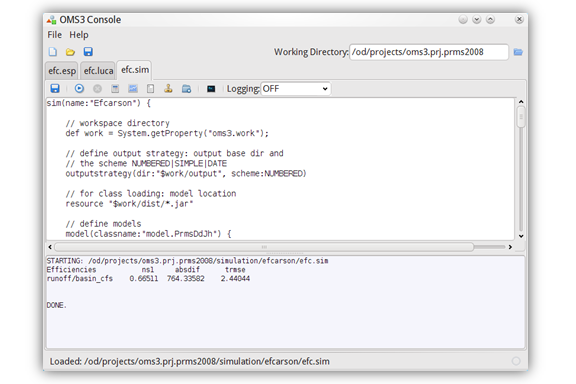 OMS3 Console
File Help
Working Directory: /od/projects/oms3.prj.prms2008
efc.esp efc.luca efc.sim
Logging: OFF
sim(name:"Efcarson") {
// workspace directory
def work = System.getProperty("oms3.work");
// define output strategy: output base dir and
// the scheme NUMBERED|SIMPLE|DATE
outputstrategy(dir:"$work/output", scheme:NUMBERED)
// for class loading: model location
resource "$work/dist/*.jar"
// define models
model(classname:"model.PrmsDdJh") {
STARTING: /od/projects/oms3.prj.prms2008/simulation/efcarson/efc.sim
Efficiencies ns1 absdif trmse
runoff/basin_cfs 0.66511 764.33582 2.44044
DONE.
Loaded: /od/projects/oms3.prj.prms2008/simulation/efcarson/efc.sim